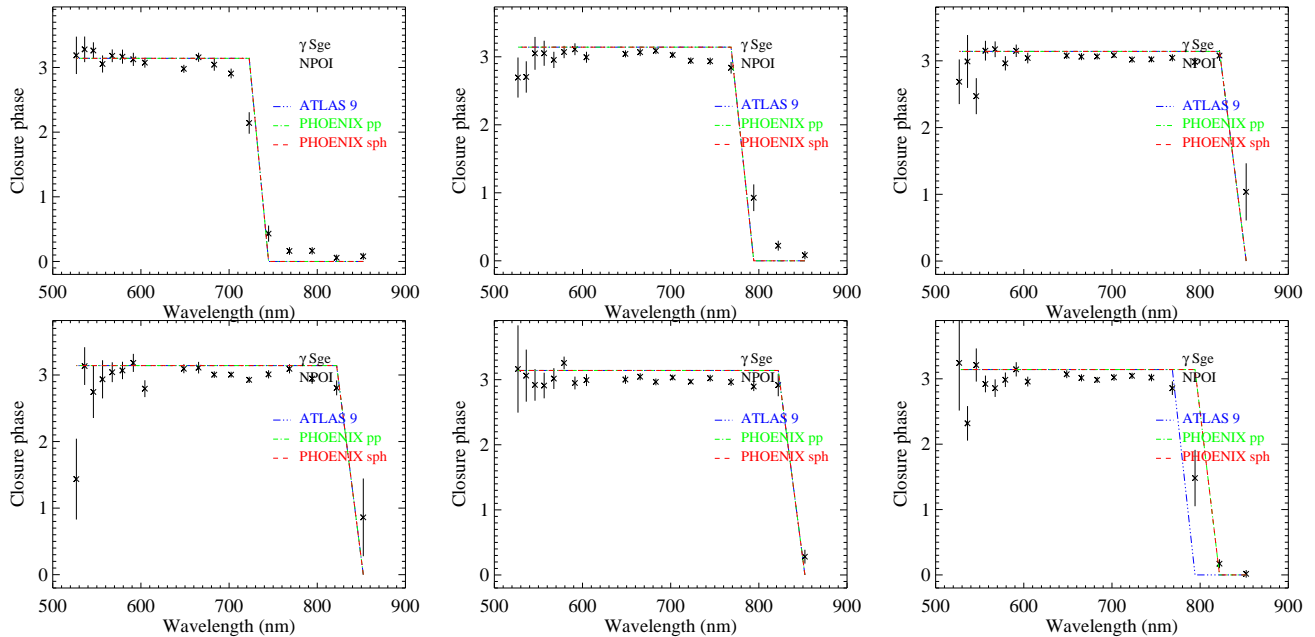 γ Sge
NPOI
ATLAS 9
PHOENIX pp
PHOENIX sph
Closure phase
3
2
1
0
500 600 700 800 900
Wavelength (nm)
γ Sge
NPOI
ATLAS 9
PHOENIX pp
PHOENIX sph
Closure phase
3
2
1
0
500 600 700 800 900
Wavelength (nm)
γ Sge
NPOI
ATLAS 9
PHOENIX pp
PHOENIX sph
Closure phase
3
2
1
0
500 600 700 800 900
Wavelength (nm)
γ Sge
NPOI
ATLAS 9
PHOENIX pp
PHOENIX sph
Closure phase
3
2
1
0
500 600 700 800 900
Wavelength (nm)
γ Sge
NPOI
ATLAS 9
PHOENIX pp
PHOENIX sph
Closure phase
3
2
1
0
500 600 700 800 900
Wavelength (nm)
γ Sge
NPOI
ATLAS 9
PHOENIX pp
PHOENIX sph
Closure phase
3
2
1
0
500 600 700 800 900
Wavelength (nm)